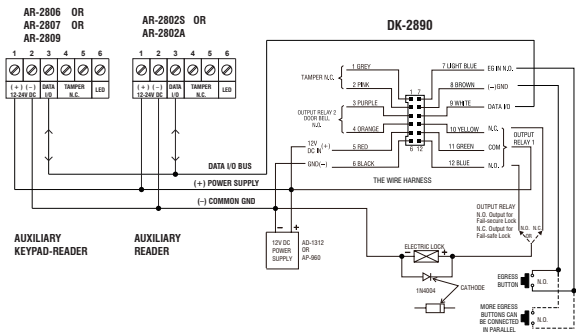 AR-2806 OR
AR-2807 OR
AR-2809
AR-2802S OR
AR-2802A
DK-2890
1 2 3 4 5 6
(+) (−) DATA TAMPER LED
12-24V DC I/O N.C.
1 2 3 4 5 6
(+) (−) DATA TAMPER LED
12-24V DC I/O N.C.
TAMPER N.C.
1 GREY
2 PINK
OUTPUT RELAY 2
DOOR BELL
N.O.
3 PURPLE
4 ORANGE
12V (+)
DC IN
5 RED
GND(−)
6 BLACK
1 7
6 12
7 LIGHT BLUE EG IN N.O.
8 BROWN (−)GND
9 WHITE DATA I/O
10 YELLOW N.C.
11 GREEN COM
12 BLUE N.O.
OUTPUT
RELAY 1
THE WIRE HARNESS
DATA I/O BUS
(+) POWER SUPPLY
(−) COMMON GND
AUXILIARY
KEYPAD-READER
AUXILIARY
READER
− +
12V DC
POWER
SUPPLY
AD-1312
OR
AP-960
OUTPUT RELAY
N.O. Output for
Fail-secure Lock
N.C. Output for
Fail-safe Lock
N.O. N.C.
OR
ELECTRIC LOCK
− +
1N4004
CATHODE
EGRESS
BUTTON
N.O.
MORE EGRESS
BUTTONS CAN
BE CONNECTED
IN PARALLEL
N.O.